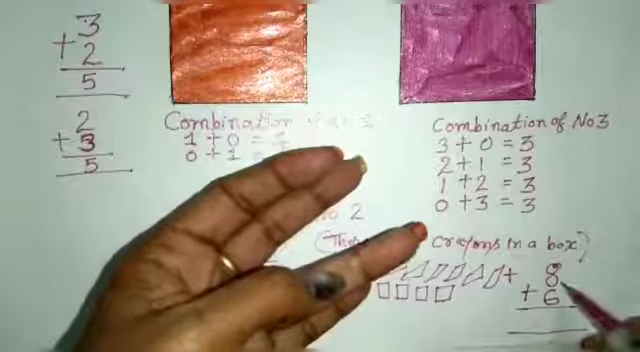 3
+ 2
5
2
+ 3
5
Combination of
1 + 0 =
0 + 1 =
2
Combination of No 3
3 + 0 = 3
2 + 1 = 3
1 + 2 = 3
0 + 3 = 3
crayons in a box)
+
8
+ 6